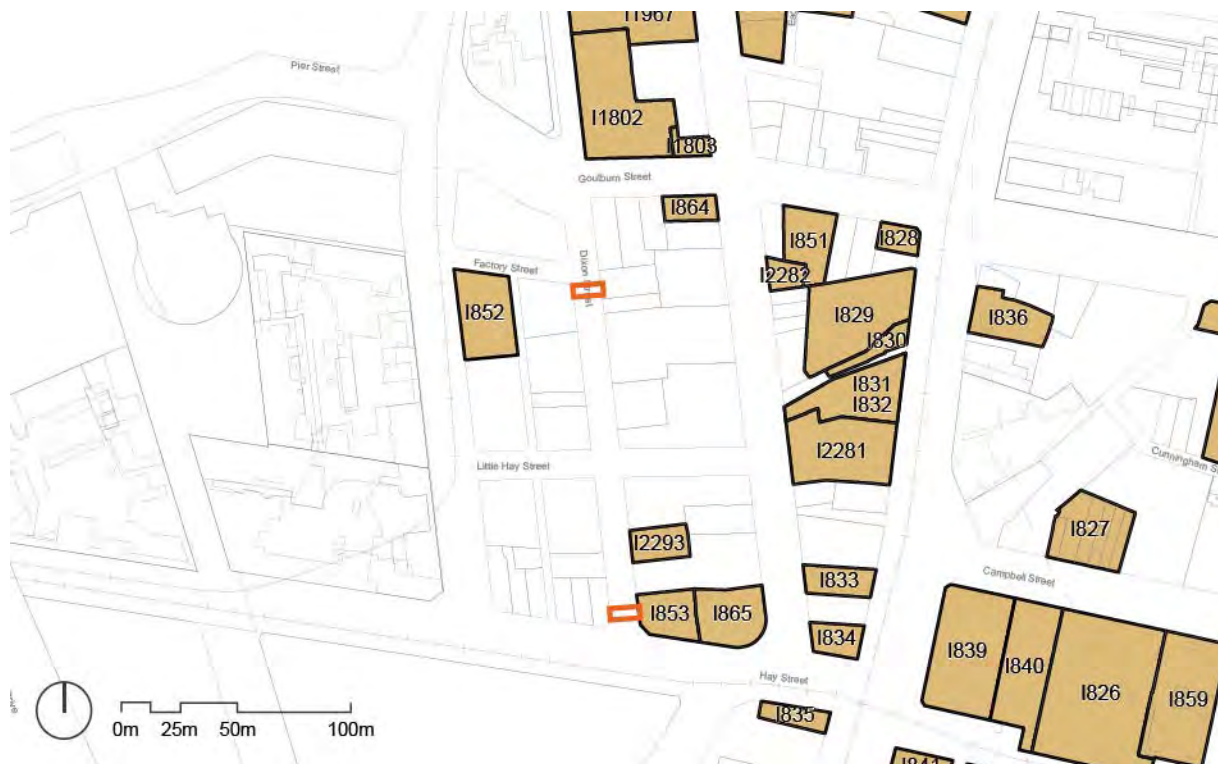 I1967
Pier Street
I1802
I1803
Goulburn Street
I864
I851
I828
Factory Street
Dixon Street
I2282
I852
I829
I836
I830
I831
I832
I2281
Little Hay Street
Cunningham S
I827
I2293
Campbell Street
I833
I853
I865
I834
I839
I840
I826
I859
Hay Street
I835
0m 25m 50m 100m
I841